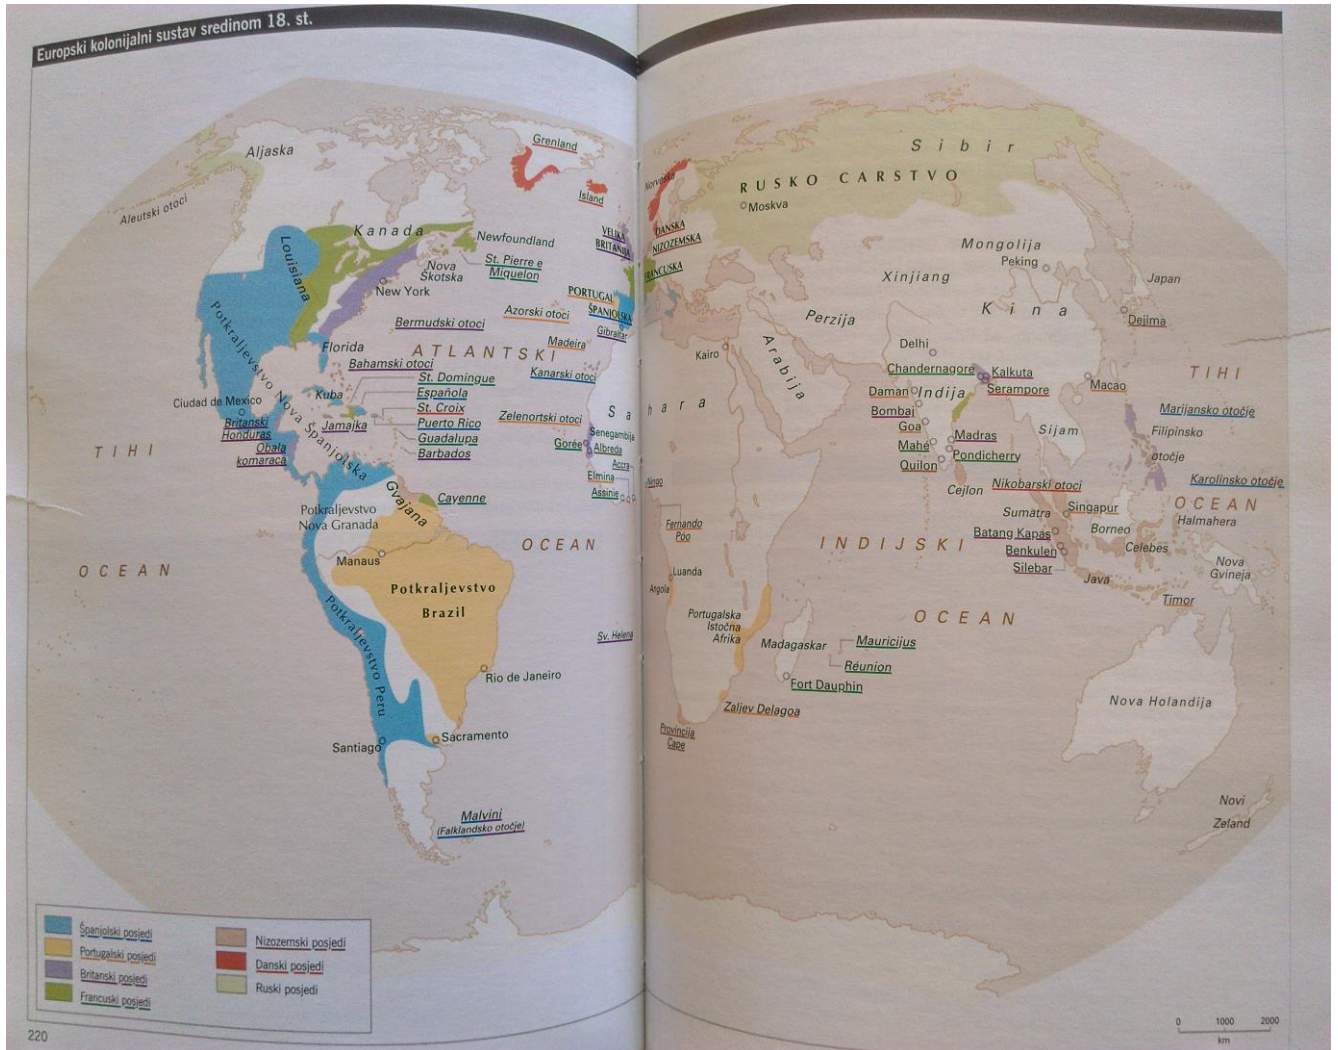 Europski kolonijalni sustav sredinom 18. st.
Grenland
Island
Aljaska
Aleutski otoci
Kanada
Newfoundland
St. Pierre e
Miquelon
Nova
Škotska
New York
Louisiana
Bermudski otoci
Azorski otoci
PORTUGAL
ŠPANJOLSKA
Gibraltar
Madeira
VELIKA
BRITANIJA
Florida
ATLANTSKI
Bahamski otoci
Kanarski otoci
Potkraljevstvo Nova Španjolska
Kuba
St. Domingue
Española
St. Croix
Puerto Rico
Guadalupa
Barbados
Ciudad de Mexico
Britanski
Honduras
Jamajka
Obala
komaraca
Zelenortski otoci
Senegambija
Gorée
Albreda
Accra
Elmina
Assinie
TIHI
OCEAN
Gvajana
Cayenne
Potkraljevstvo
Nova Granada
OCEAN
Manaus
Potkraljevstvo
Brazil
Potkraljevstvo Peru
Sv. Helena
Rio de Janeiro
Santiago
Sacramento
Malvini
(Falklandsko otočje)
Španjolski posjedi
Portugalski posjedi
Britanski posjedi
Francuski posjedi
Nizozemski posjedi
Danski posjedi
Ruski posjedi
220
Norveška
DANSKA
NIZOZEMSKA
FRANCUSKA
Sibir
RUSKO CARSTVO
Moskva
Mongolija
Peking
Xinjiang
Japan
Kina
Dejima
Perzija
Kairo
Arabija
Sahara
Delhi
Chandernagore
Kalkuta
Serampore
Daman
Indija
Bombaj
Goa
Mahé
Madras
Pondicherry
Quilon
Macao
TIHI
Marijansko otočje
Filipinsko
otočje
Sijam
Karolinsko otočje
Nikobarski otoci
Cejlon
OCEAN
Sumatra
Singapur
Borneo
Halmahera
Batang Kapas
Benkulen
Silebar
Celebes
Nova
Gvineja
Java
Timor
INDIJSKI
OCEAN
Ningo
Fernando
Póo
Luanda
Angola
Portugalska
Istočna
Afrika
Madagaskar
Mauricijus
Réunion
Fort Dauphin
Zaljev Delagoa
Provincija
Cape
Nova Holandija
Novi
Zeland
0 1000 2000
km